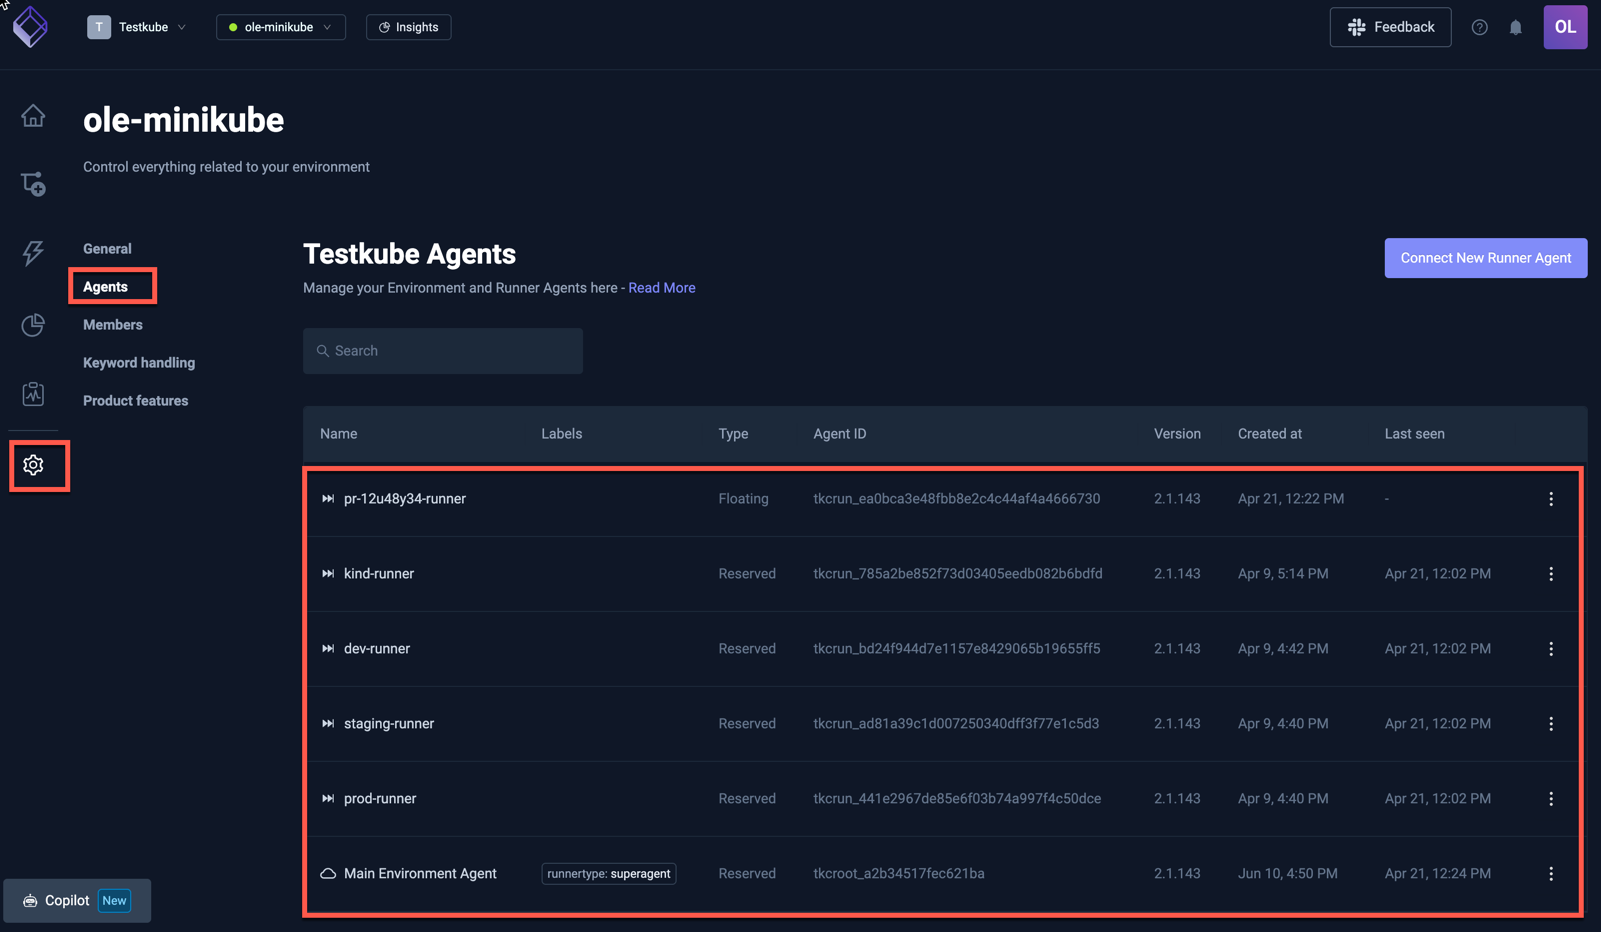 T Testkube ole-minikube Insights Feedback OL
ole-minikube
Control everything related to your environment
General
Agents
Members
Keyword handling
Product features
Testkube Agents
Connect New Runner Agent
Manage your Environment and Runner Agents here - Read More
Search
Name Labels Type Agent ID Version Created at Last seen
pr-12u48y34-runner Floating tkcrun_ea0bca3e48fbb8e2c4c44af4a4666730 2.1.143 Apr 21, 12:22 PM -
kind-runner Reserved tkcrun_785a2be852f73d03405eedb082b6bdfd 2.1.143 Apr 9, 5:14 PM Apr 21, 12:02 PM
dev-runner Reserved tkcrun_bd24f944d7e1157e8429065b19655ff5 2.1.143 Apr 9, 4:42 PM Apr 21, 12:02 PM
staging-runner Reserved tkcrun_ad81a39c1d007250340dff3f77e1c5d3 2.1.143 Apr 9, 4:40 PM Apr 21, 12:02 PM
prod-runner Reserved tkcrun_441e2967de85e6f03b74a997f4c50dce 2.1.143 Apr 9, 4:40 PM Apr 21, 12:02 PM
Main Environment Agent runnertype: superagent Reserved tkcroot_a2b34517fec621ba 2.1.143 Jun 10, 4:50 PM Apr 21, 12:24 PM
Copilot New